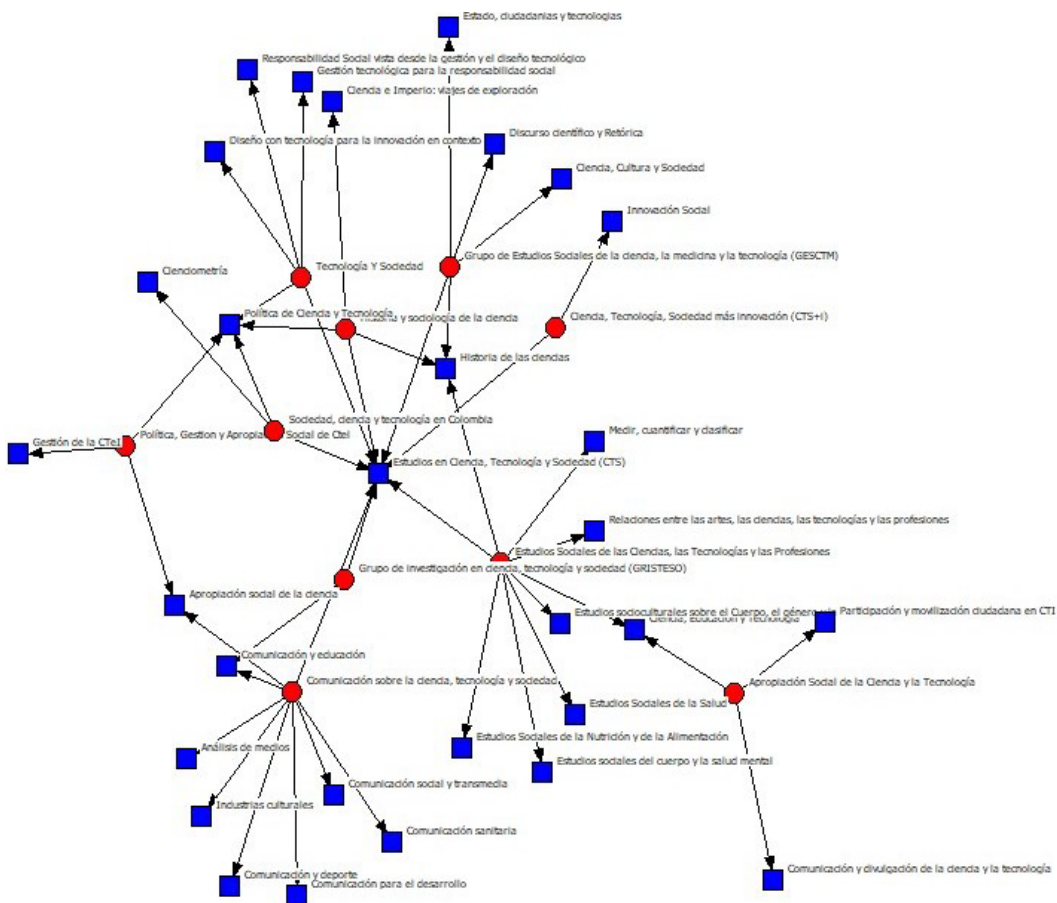 Estado, ciudadanias y tecnologias
Responsabilidad Social vista desde la gestión y el diseño tecnológico
Gestión tecnológica para la responsabilidad social
Ciencia e Imperio: viajes de exploración
Discurso científico y Retórica
Diseño con tecnología para la innovación en contexto
Ciencia, Cultura y Sociedad
Innovación Social
Grupo de Estudios Sociales de la ciencia, la medicina y la tecnología (GESCTM)
Tecnología Y Sociedad
Cienciometría
Política de Ciencia y Tecnología
y sociología de la ciencia
Ciencia, Tecnología, Sociedad más innovación (CTS+i)
Historia de las ciencias
Sociedad, ciencia y tecnología en Colombia
Medir, cuantificar y clasificar
Gestión de la CTeI
Política, Gestion y Apropia Social de CteI
Estudios en Ciencia, Tecnología y Sociedad (CTS)
Relaciones entre las artes, las ciencias, las tecnologías y las profesiones
Estudios Sociales de las Ciencias, las Tecnologías y las Profesiones
Grupo de investigación en ciencia, tecnología y sociedad (GRISTESO)
Apropiación social de la ciencia
Estudios socioculturales sobre el Cuerpo, el género
Participación y movilización ciudadana en CTI
Ciencia, Educación y Tecnología
Comunicación y educación
Comunicación sobre la ciencia, tecnología y sociedad
Apropiación Social de la Ciencia y la Tecnología
Estudios Sociales de la Salud
Estudios Sociales de la Nutrición y de la Alimentación
Análisis de medios
Estudios sociales del cuerpo y la salud mental
Comunicación social y transmedia
Industrias culturales
Comunicación sanitaria
Comunicación y divulgación de la ciencia y la tecnología
Comunicación y deporte
Comunicación para el desarrollo